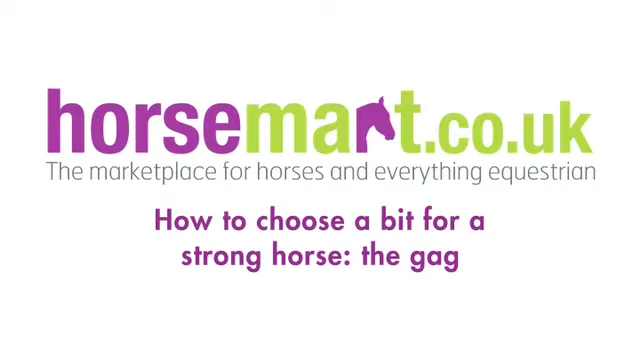 horsemart.co.uk
The marketplace for horses and everything equestrian
How to choose a bit for a
strong horse: the gag